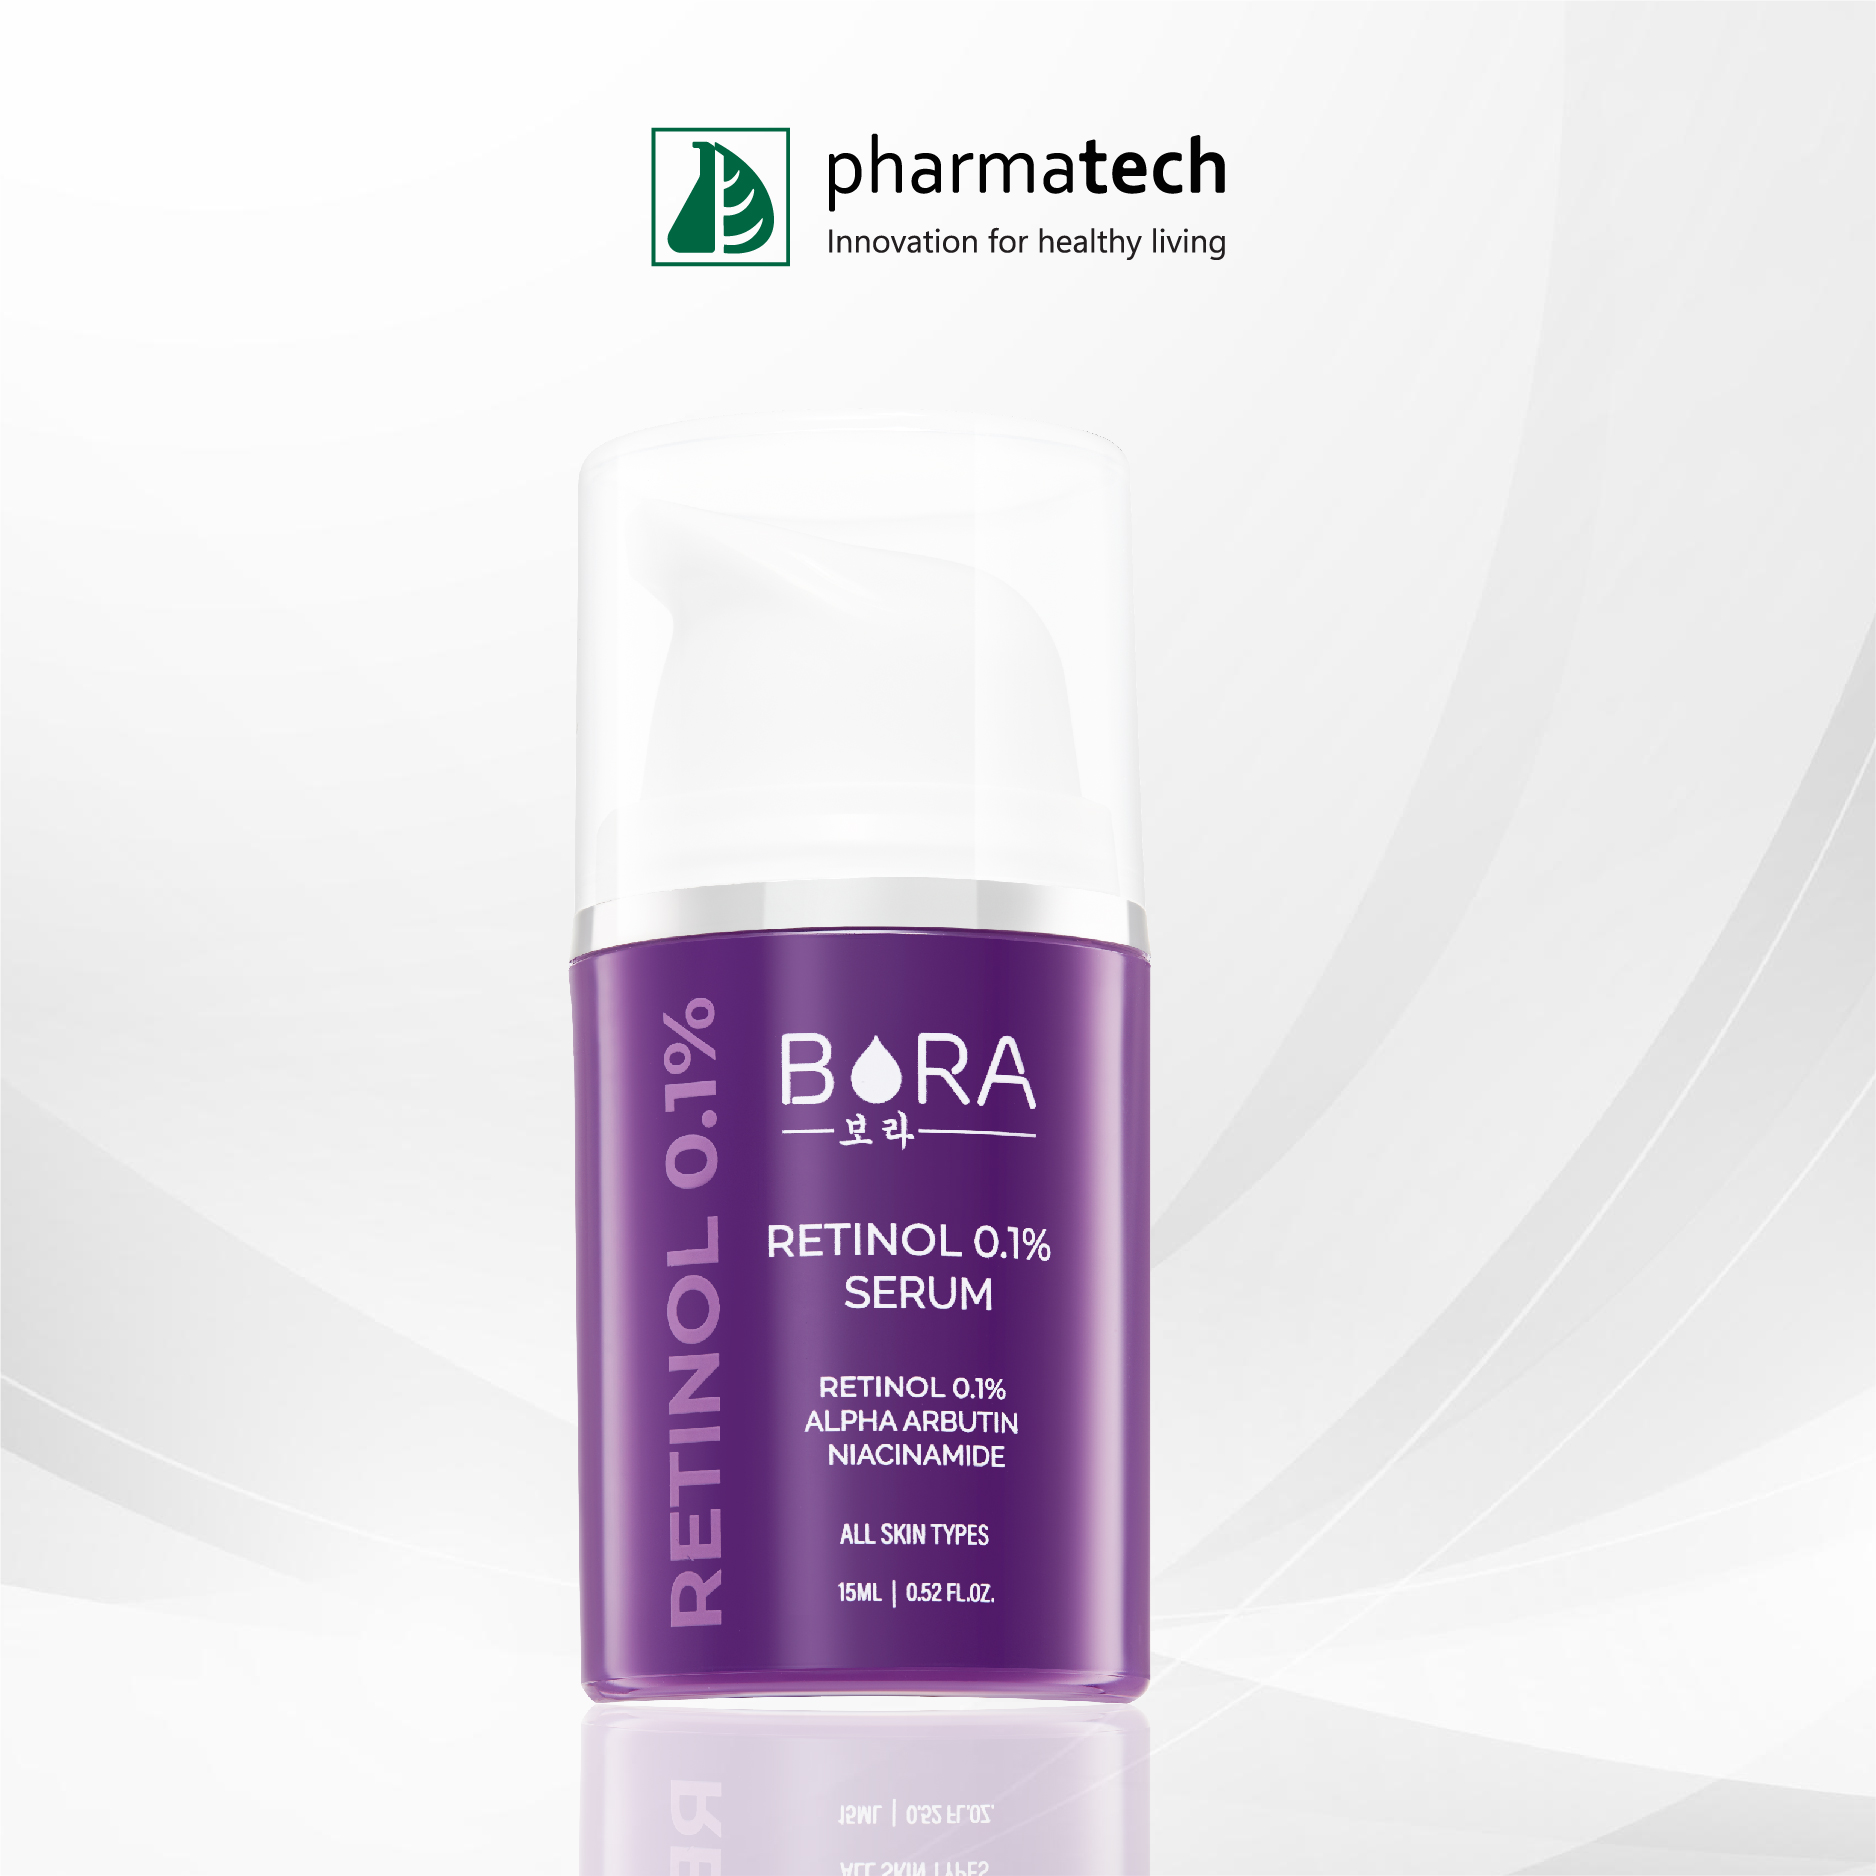 pharmatech
Innovation for healthy living
RETINOL 0.1%
BORA
보라
RETINOL 0.1%
SERUM
RETINOL 0.1%
ALPHA ARBUTIN
NIACINAMIDE
ALL SKIN TYPES
15ML | 0.52 FL.OZ.